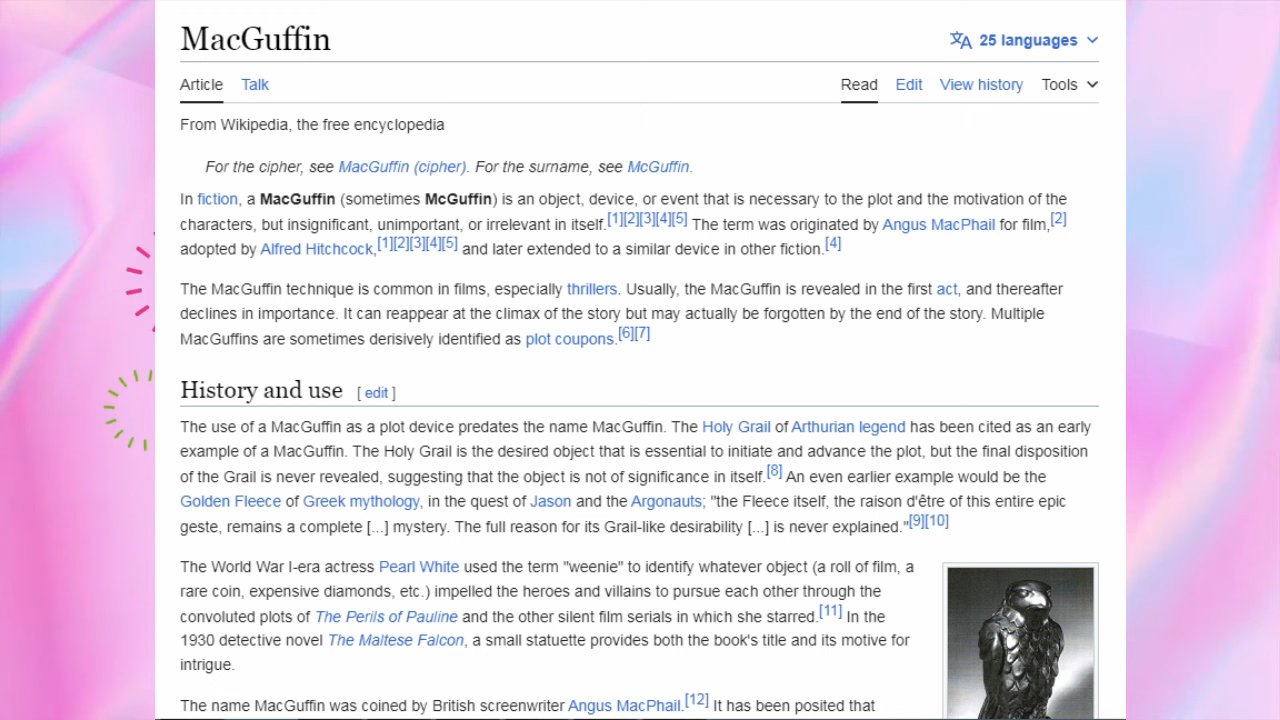 MacGuffin
25 languages
Article Talk Read Edit View history Tools
From Wikipedia, the free encyclopedia
For the cipher, see MacGuffin (cipher). For the surname, see McGuffin.
In fiction, a MacGuffin (sometimes McGuffin) is an object, device, or event that is necessary to the plot and the motivation of the
characters, but insignificant, unimportant, or irrelevant in itself.[1][2][3][4][5] The term was originated by Angus MacPhail for film,[2]
adopted by Alfred Hitchcock,[1][2][3][4][5] and later extended to a similar device in other fiction.[4]
The MacGuffin technique is common in films, especially thrillers. Usually, the MacGuffin is revealed in the first act, and thereafter
declines in importance. It can reappear at the climax of the story but may actually be forgotten by the end of the story. Multiple
MacGuffins are sometimes derisively identified as plot coupons.[6][7]
History and use [ edit ]
The use of a MacGuffin as a plot device predates the name MacGuffin. The Holy Grail of Arthurian legend has been cited as an early
example of a MacGuffin. The Holy Grail is the desired object that is essential to initiate and advance the plot, but the final disposition
of the Grail is never revealed, suggesting that the object is not of significance in itself.[8] An even earlier example would be the
Golden Fleece of Greek mythology, in the quest of Jason and the Argonauts; "the Fleece itself, the raison d'être of this entire epic
geste, remains a complete [...] mystery. The full reason for its Grail-like desirability [...] is never explained."[9][10]
The World War I-era actress Pearl White used the term "weenie" to identify whatever object (a roll of film, a
rare coin, expensive diamonds, etc.) impelled the heroes and villains to pursue each other through the
convoluted plots of The Perils of Pauline and the other silent film serials in which she starred.[11] In the
1930 detective novel The Maltese Falcon, a small statuette provides both the book's title and its motive for
intrigue.
The name MacGuffin was coined by British screenwriter Angus MacPhail.[12] It has been posited that